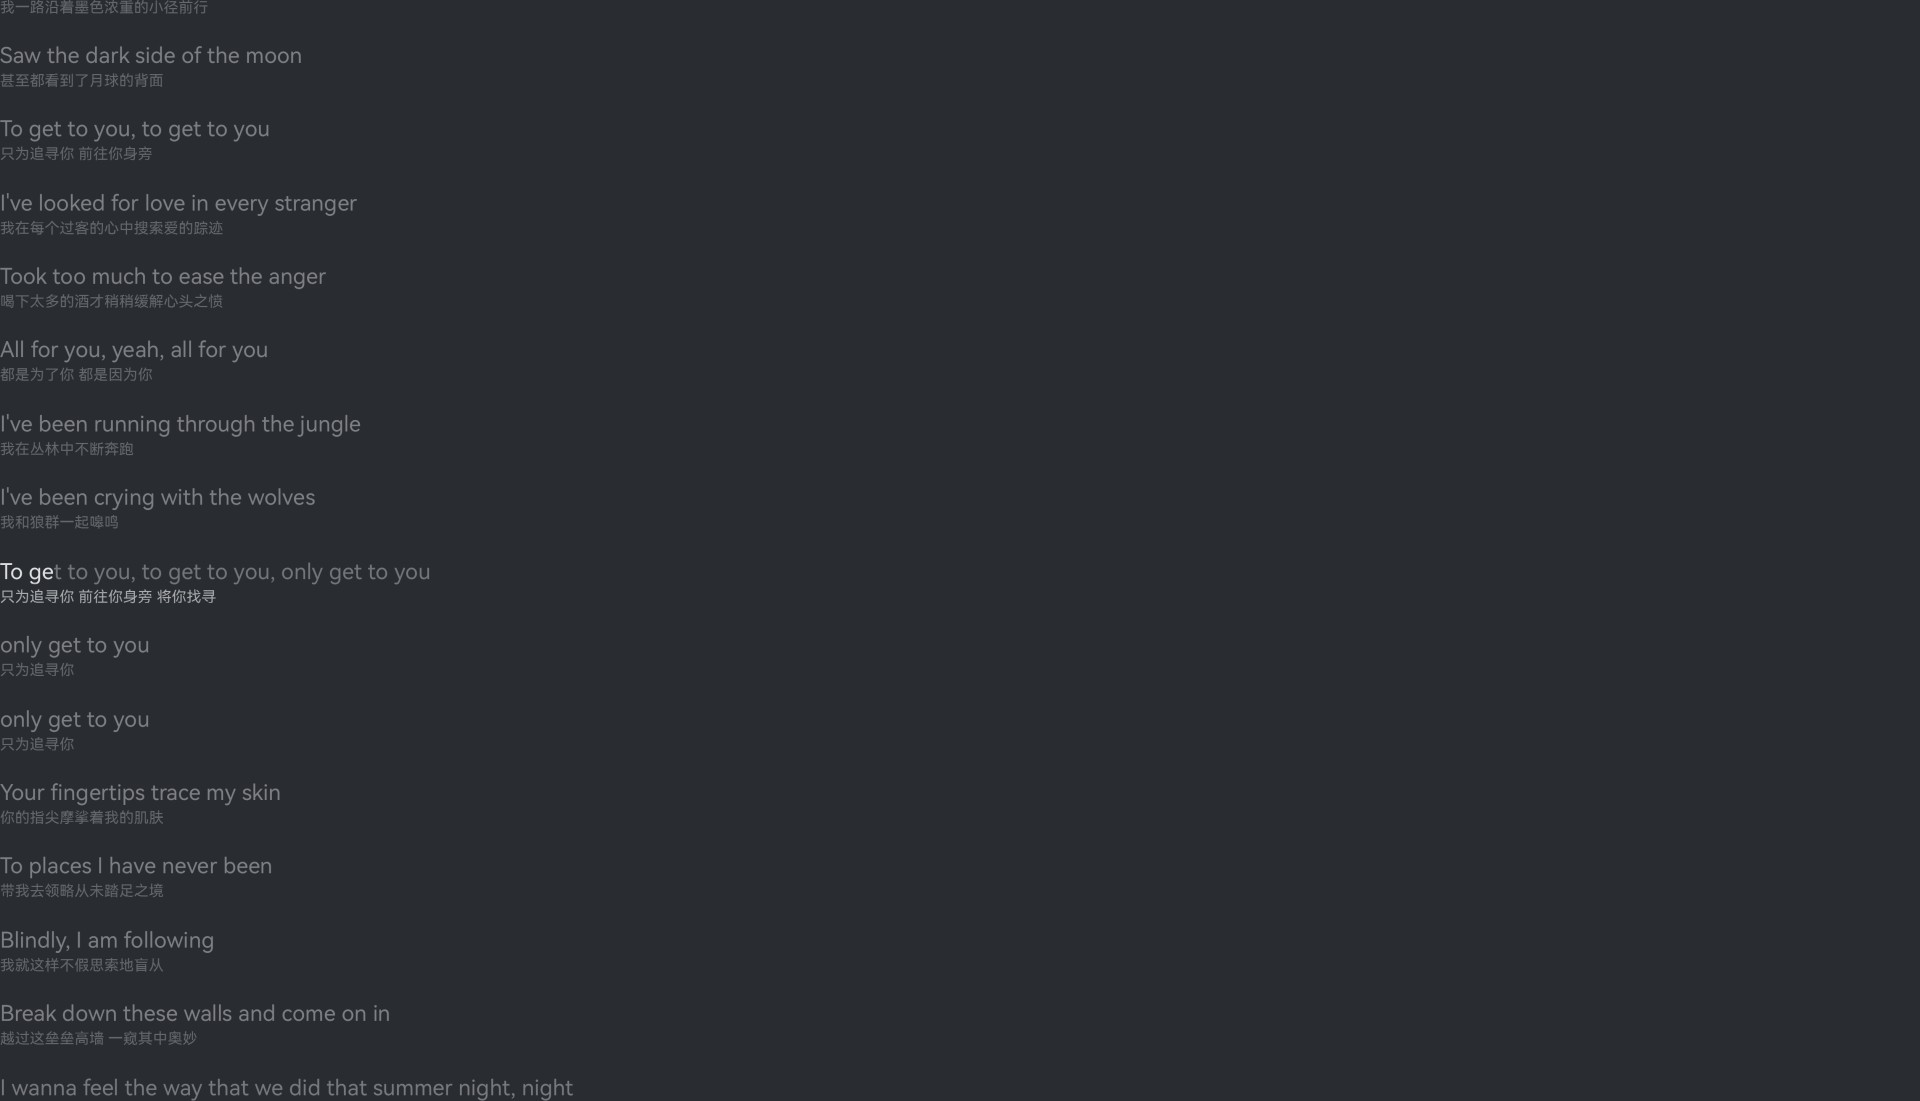 我一路沿着墨色浓重的小径前行
Saw the dark side of the moon
甚至都看到了月球的背面
To get to you, to get to you
只为追寻你 前往你身旁
I've looked for love in every stranger
我在每个过客的心中搜索爱的踪迹
Took too much to ease the anger
喝下太多的酒才稍稍缓解心头之愤
All for you, yeah, all for you
都是为了你 都是因为你
I've been running through the jungle
我在丛林中不断奔跑
I've been crying with the wolves
我和狼群一起嗥鸣
To get to you, to get to you, only get to you
只为追寻你 前往你身旁 将你找寻
only get to you
只为追寻你
only get to you
只为追寻你
Your fingertips trace my skin
你的指尖摩挲着我的肌肤
To places I have never been
带我去领略从未踏足之境
Blindly, I am following
我就这样不假思索地盲从
Break down these walls and come on in
越过这垒垒高墙 一窥其中奥妙
I wanna feel the way that we did that summer night, night